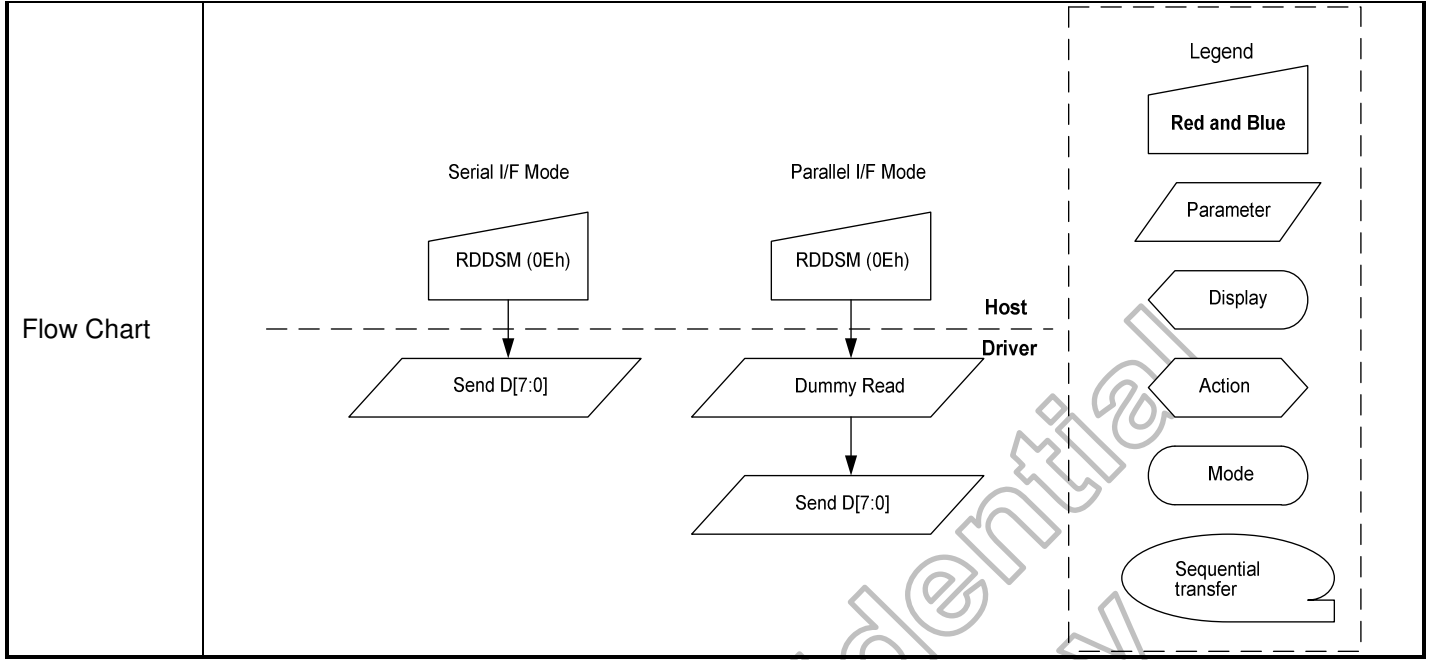 Flow Chart
Serial I/F Mode
Parallel I/F Mode
RDDSM (0Eh)
RDDSM (0Eh)
Host
Driver
Send D[7:0]
Dummy Read
Send D[7:0]
Legend
Red and Blue
Parameter
Display
Action
Mode
Sequential
transfer